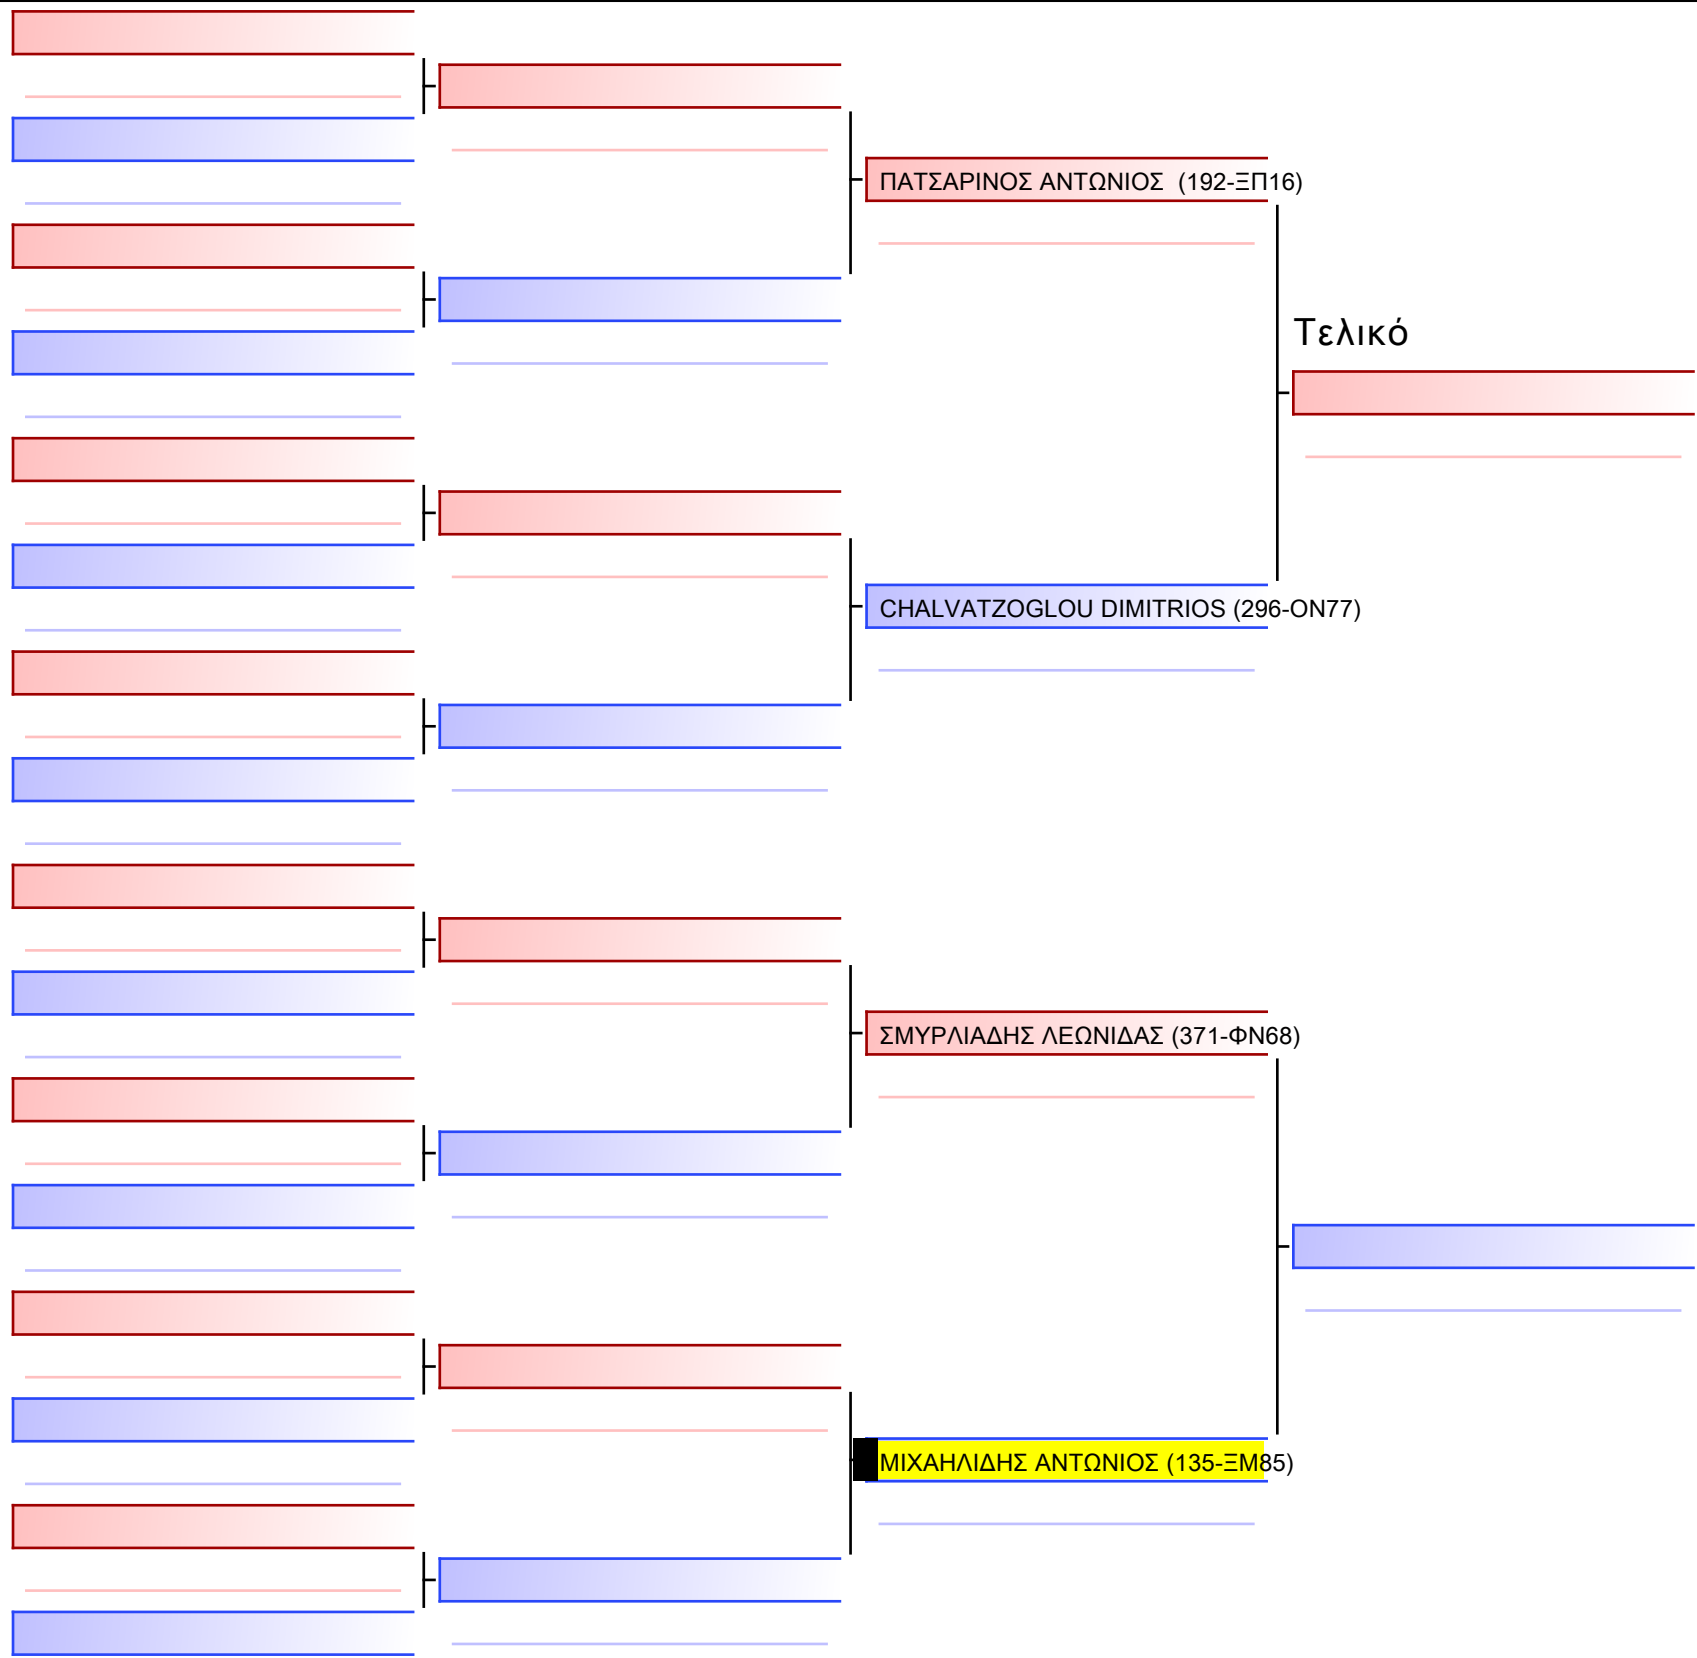 ΠΑΤΣΑΡΙΝΟΣ ΑΝΤΩΝΙΟΣ  (192-ΞΠ16)
Τελικό
CHALVATZOGLOU DIMITRIOS (296-ON77)
ΣΜΥΡΛΙΑΔΗΣ ΛΕΩΝΙΔΑΣ (371-ΦΝ68)
ΜΙΧΑΗΛΙΔΗΣ ΑΝΤΩΝΙΟΣ (135-ΞΜ85)